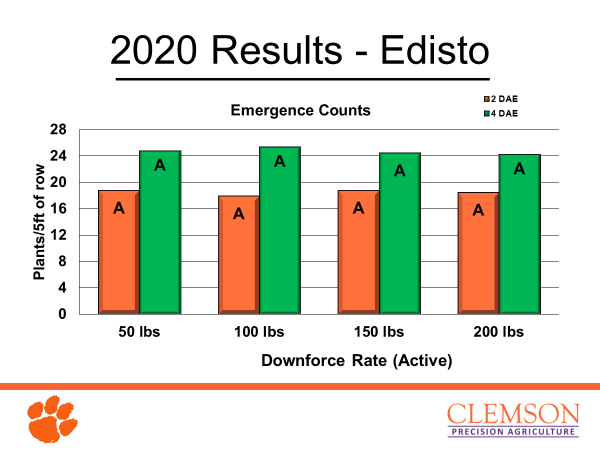 2020 Results - Edisto
2 DAE
4 DAE
Emergence Counts
28
24
20
16
12
8
4
0
Plants/5ft of row
A
A
A
A
A
A
A
A
50 lbs
100 lbs
150 lbs
200 lbs
Downforce Rate (Active)
CLEMSON
PRECISION AGRICULTURE